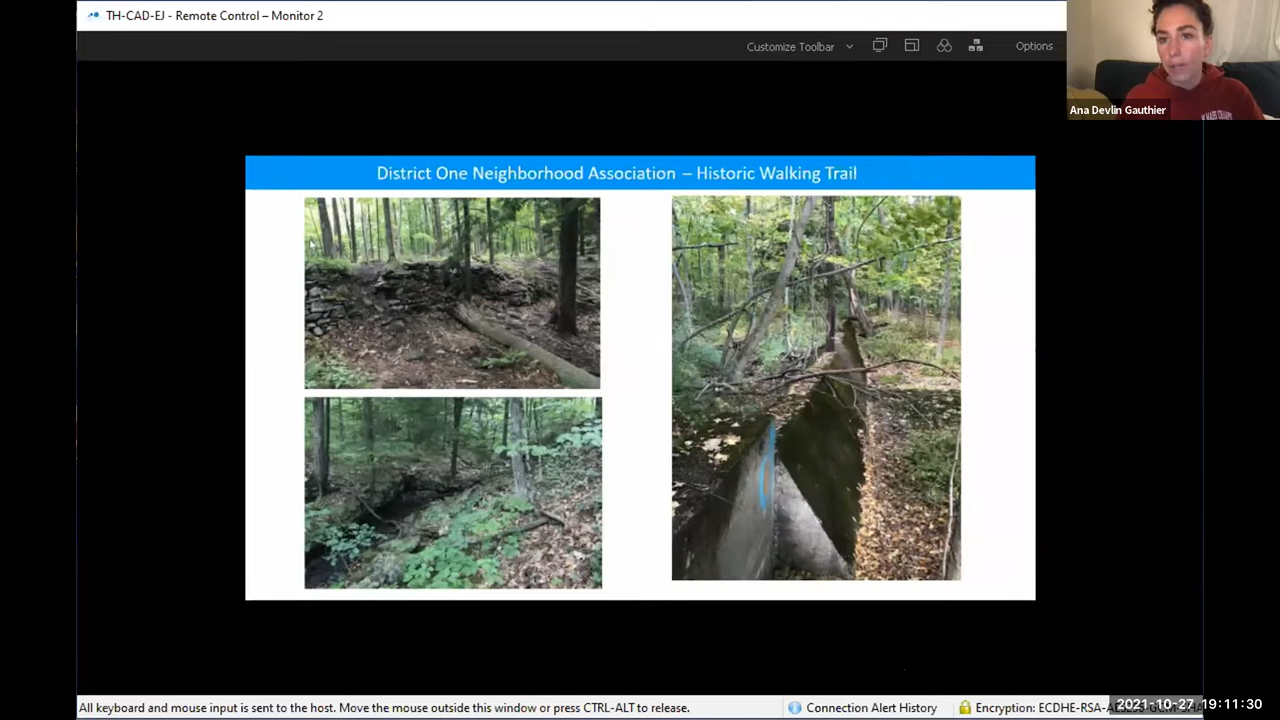 TH-CAD-EJ - Remote Control – Monitor 2
Customize Toolbar
Options
Ana Devlin Gauthier
District One Neighborhood Association – Historic Walking Trail
All keyboard and mouse input is sent to the host. Move the mouse outside this window or press CTRL-ALT to release.
Connection Alert History
Encryption: ECDHE-RSA-
2021-10-27 19:11:30